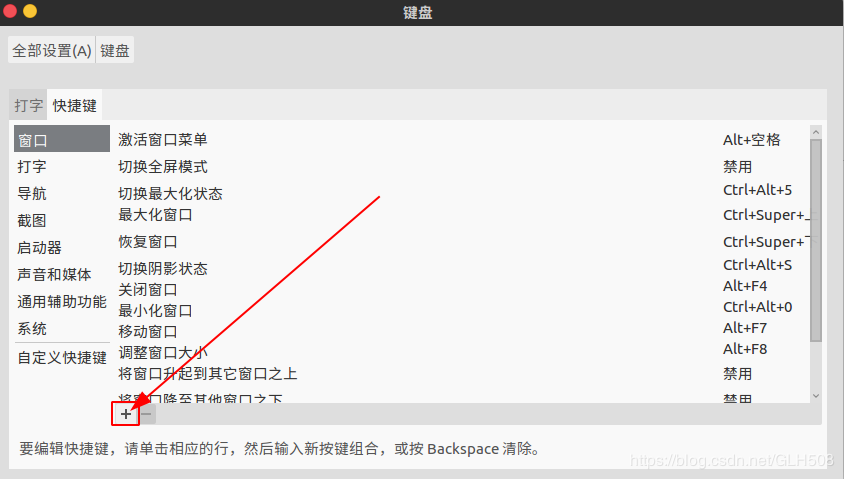 键盘
全部设置(A) 键盘
打字 快捷键
窗口
打字
导航
截图
启动器
声音和媒体
通用辅助功能
系统
自定义快捷键
激活窗口菜单 Alt+空格
切换全屏模式 禁用
切换最大化状态 Ctrl+Alt+5
最大化窗口 Ctrl+Super+上
恢复窗口 Ctrl+Super+下
切换阴影状态 Ctrl+Alt+S
关闭窗口 Alt+F4
最小化窗口 Ctrl+Alt+0
移动窗口 Alt+F7
调整窗口大小 Alt+F8
将窗口升起到其它窗口之上 禁用
将窗口降至其他窗口之下 禁用
+ −
要编辑快捷键，请单击相应的行，然后输入新按键组合，或按 Backspace 清除。
https://blog.csdn.net/GLH508